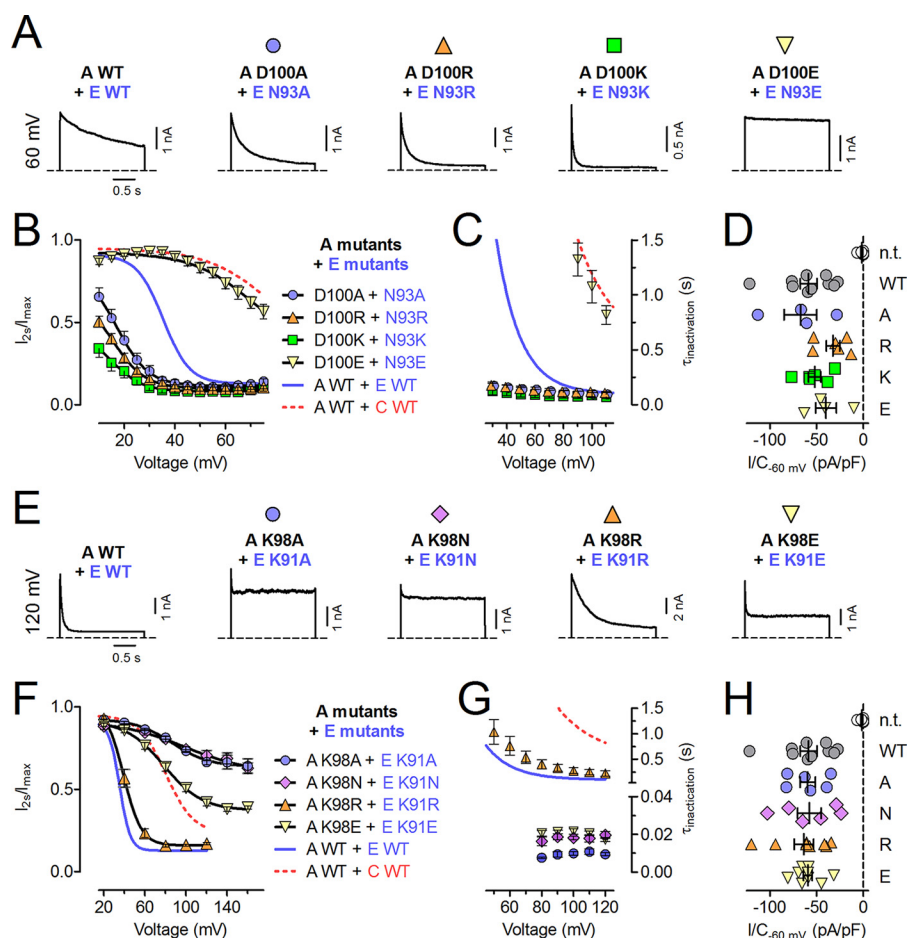 A
A WT
+ E WT
A D100A
+ E N93A
A D100R
+ E N93R
A D100K
+ E N93K
A D100E
+ E N93E
60 mV
1 nA
1 nA
1 nA
0.5 nA
1 nA
0.5 s
B
I2s/Imax
1.0
0.5
0.0
20
40
60
Voltage (mV)
A mutants
+ E mutants
D100A + N93A
D100R + N93R
D100K + N93K
D100E + N93E
A WT + E WT
A WT + C WT
C
1.5
1.0
0.5
0.0
τinactivation (s)
40
60
80
100
Voltage (mV)
D
n.t.
WT
A
R
K
E
-100
-50
0
I/C-60 mV (pA/pF)
E
A WT
+ E WT
A K98A
+ E K91A
A K98N
+ E K91N
A K98R
+ E K91R
A K98E
+ E K91E
120 mV
1 nA
1 nA
1 nA
2 nA
1 nA
0.5 s
F
I2s/Imax
1.0
0.5
0.0
20
60
100
140
Voltage (mV)
A mutants
+ E mutants
A K98A + E K91A
A K98N + E K91N
A K98R + E K91R
A K98E + E K91E
A WT + E WT
A WT + C WT
G
1.5
1.0
0.5
0.04
0.02
0.00
τinactication (s)
60
80
100
120
Voltage (mV)
H
n.t.
WT
A
N
R
E
-100
-50
0
I/C-60 mV (pA/pF)